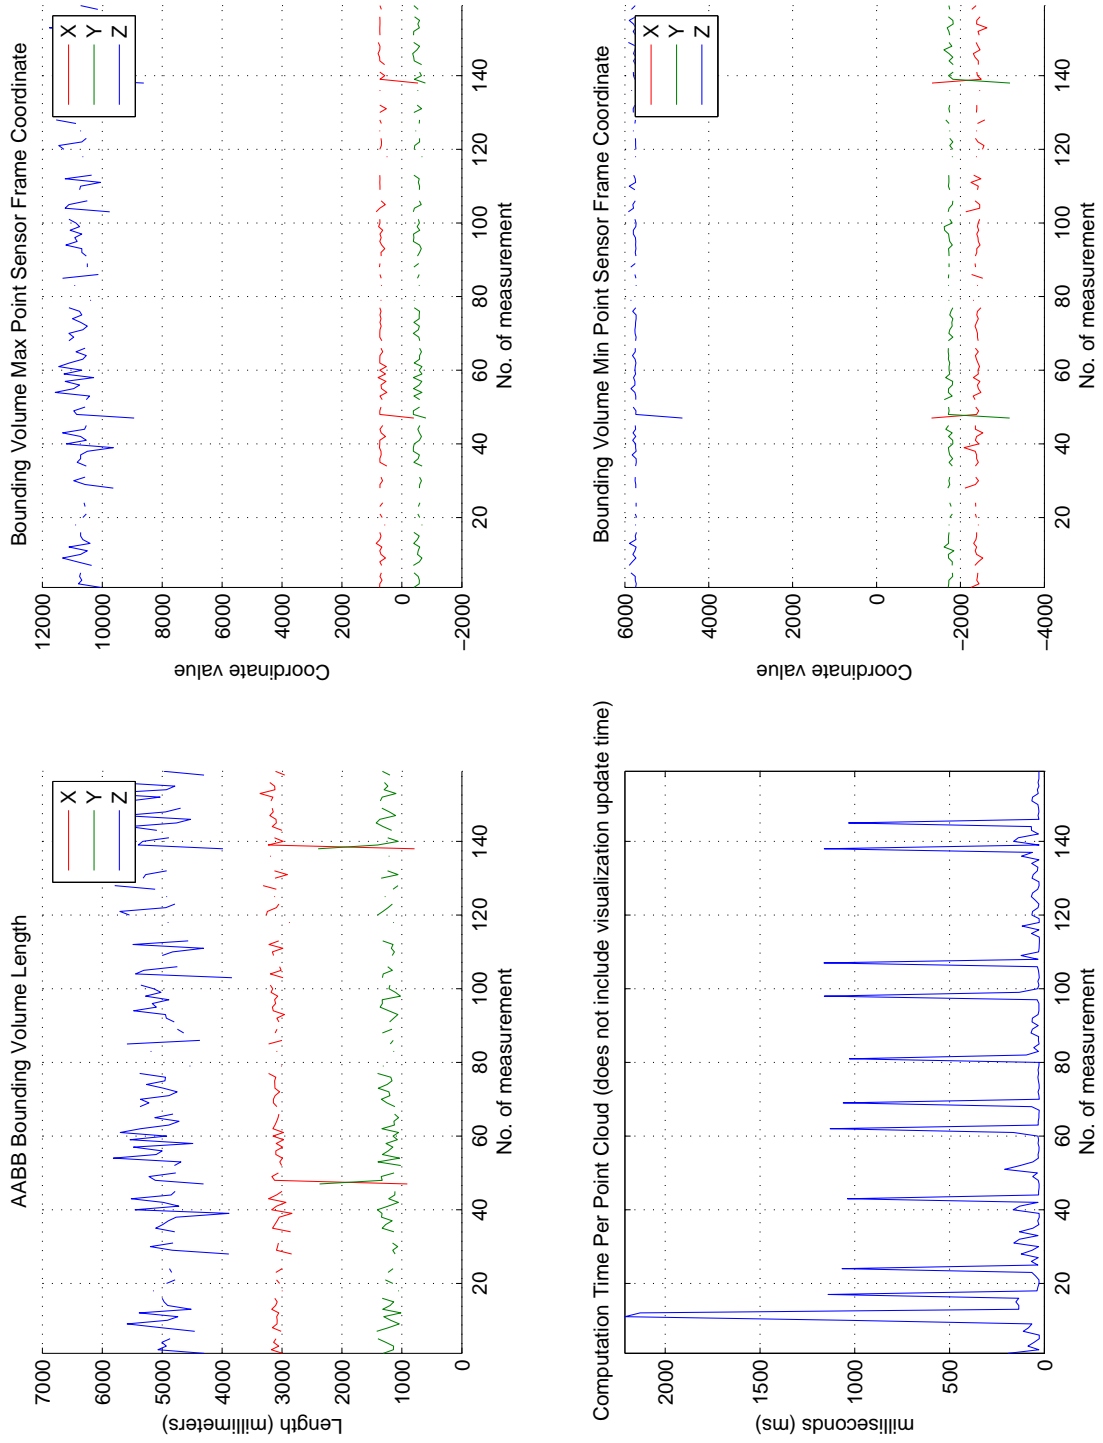 AABB Bounding Volume Length
X
Y
Z
7000
6000
5000
4000
3000
2000
1000
0
Length (millimeters)
20
40
60
80
100
120
140
No. of measurement
Bounding Volume Max Point Sensor Frame Coordinate
X
Y
Z
12000
10000
8000
6000
4000
2000
0
−2000
Coordinate value
20
40
60
80
100
120
140
No. of measurement
Computation Time Per Point Cloud (does not include visualization update time)
2000
1500
1000
500
0
milliseconds (ms)
20
40
60
80
100
120
140
No. of measurement
Bounding Volume Min Point Sensor Frame Coordinate
X
Y
Z
6000
4000
2000
0
−2000
−4000
Coordinate value
20
40
60
80
100
120
140
No. of measurement